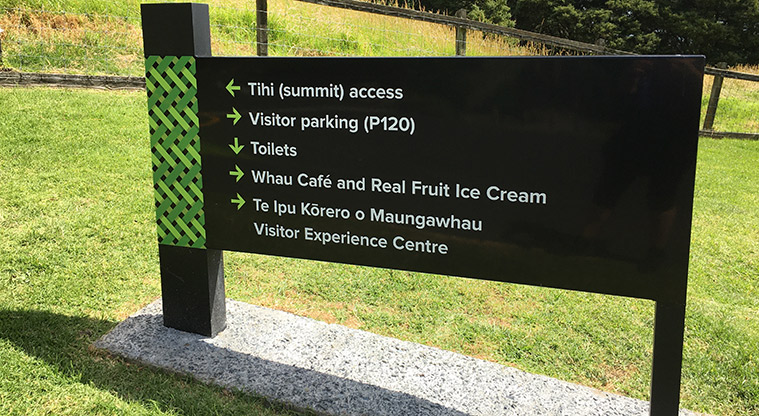 ← Tihi (summit) access
→ Visitor parking (P120)
↓ Toilets
→ Whau Café and Real Fruit Ice Cream
→ Te Ipu Kōrero o Maungawhau
Visitor Experience Centre